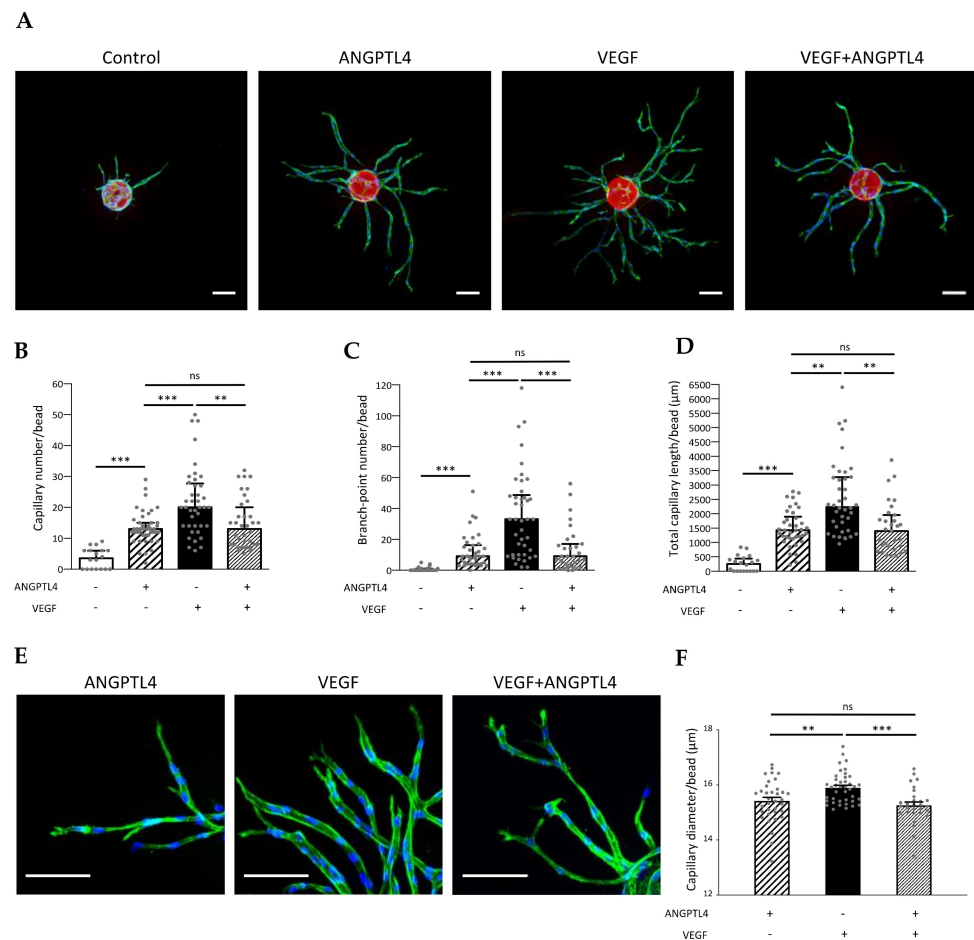 A
Control
ANGPTL4
VEGF
VEGF+ANGPTL4
B
Capillary number/bead
60
50
40
30
20
10
0
***
***
**
ns
ANGPTL4 - + - +
VEGF - - + +
C
Branch-point number/bead
120
100
80
60
40
20
0
***
***
***
ns
ANGPTL4 - + - +
VEGF - - + +
D
Total capillary length/bead (µm)
6500
6000
5500
5000
4500
4000
3500
3000
2500
2000
1500
1000
500
0
***
**
**
ns
ANGPTL4 - + - +
VEGF - - + +
E
ANGPTL4
VEGF
VEGF+ANGPTL4
F
Capillary diameter/bead (µm)
18
16
14
12
**
***
ns
ANGPTL4 + - +
VEGF - + +